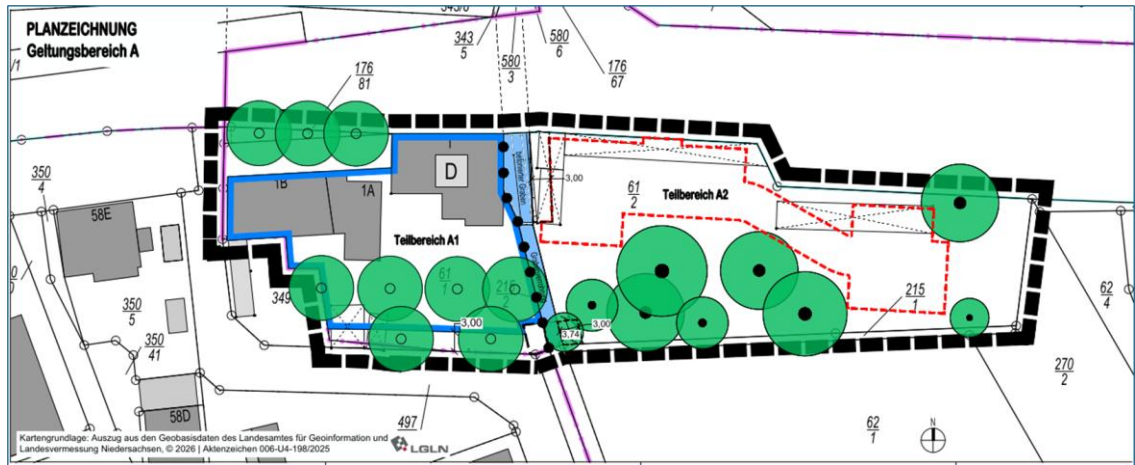 PLANZEICHNUNG
Geltungsbereich A
343
5
580
3
580
6
176
67
176
81
350
4
58E
1B
1A
I
D
3,00
61
2
Teilbereich A2
Teilbereich A1
61
1
349
350
5
350
41
3,00
3,74
3,00
215
1
62
4
270
2
58D
497
62
1
N
Kartengrundlage: Auszug aus den Geobasisdaten des Landesamtes für Geoinformation und
Landesvermessung Niedersachsen, © 2026 | Aktenzeichen 006-U4-198/2025
LGLN